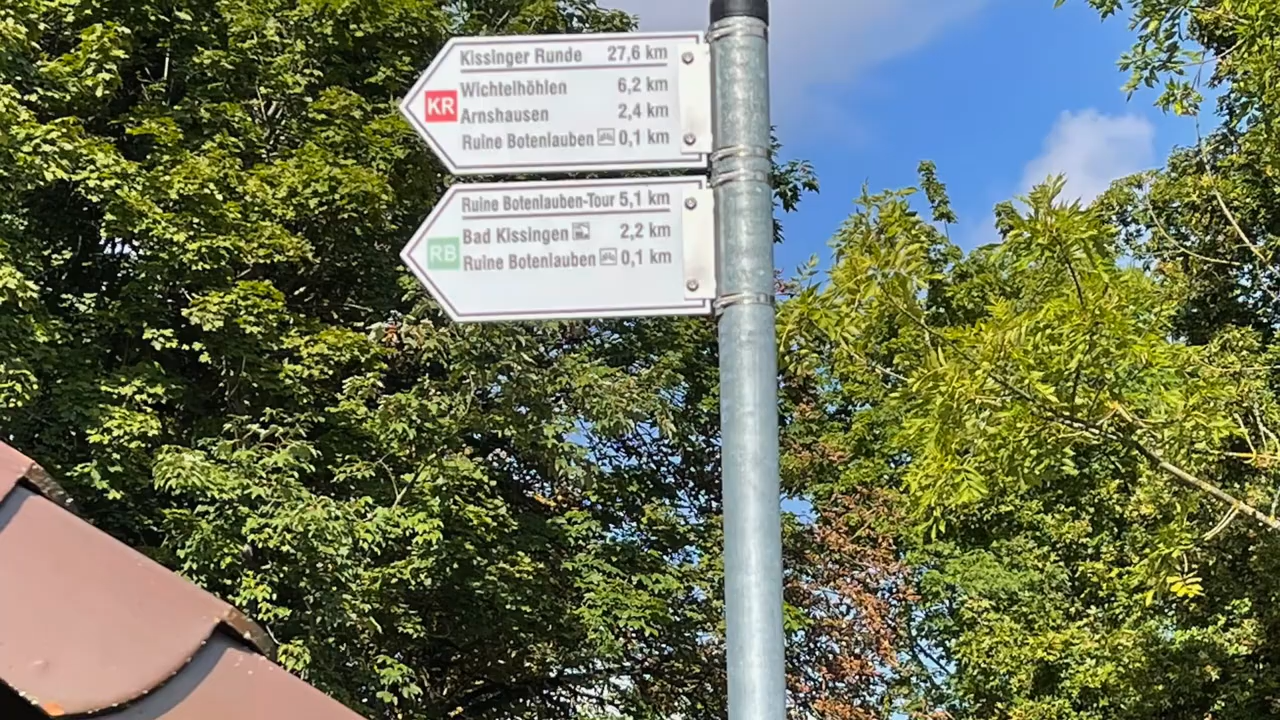 Kissinger Runde 27,6 km
Wichtelhöhlen 6,2 km
KR
Arnshausen 2,4 km
Ruine Botenlauben 0,1 km
Ruine Botenlauben-Tour 5,1 km
Bad Kissingen 2,2 km
RB
Ruine Botenlauben 0,1 km